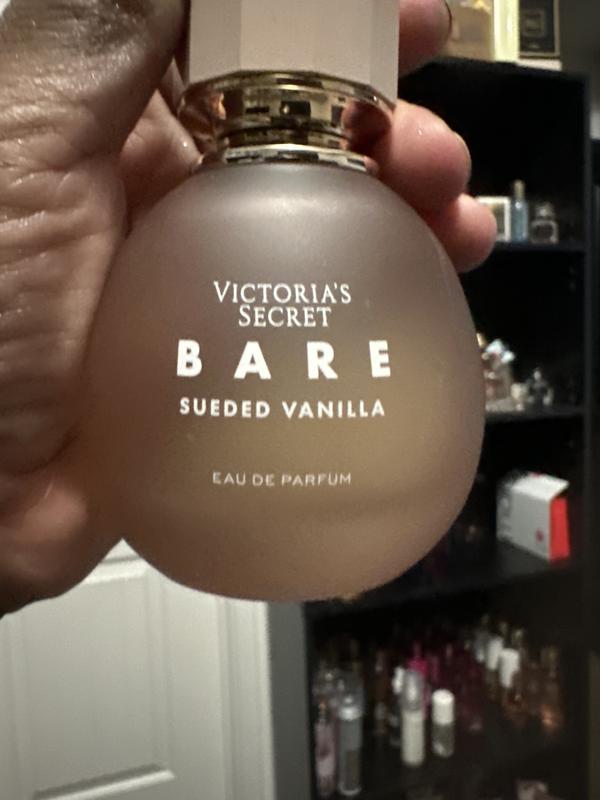 VICTORIA'S
SECRET
BARE
SUEDED VANILLA
EAU DE PARFUM